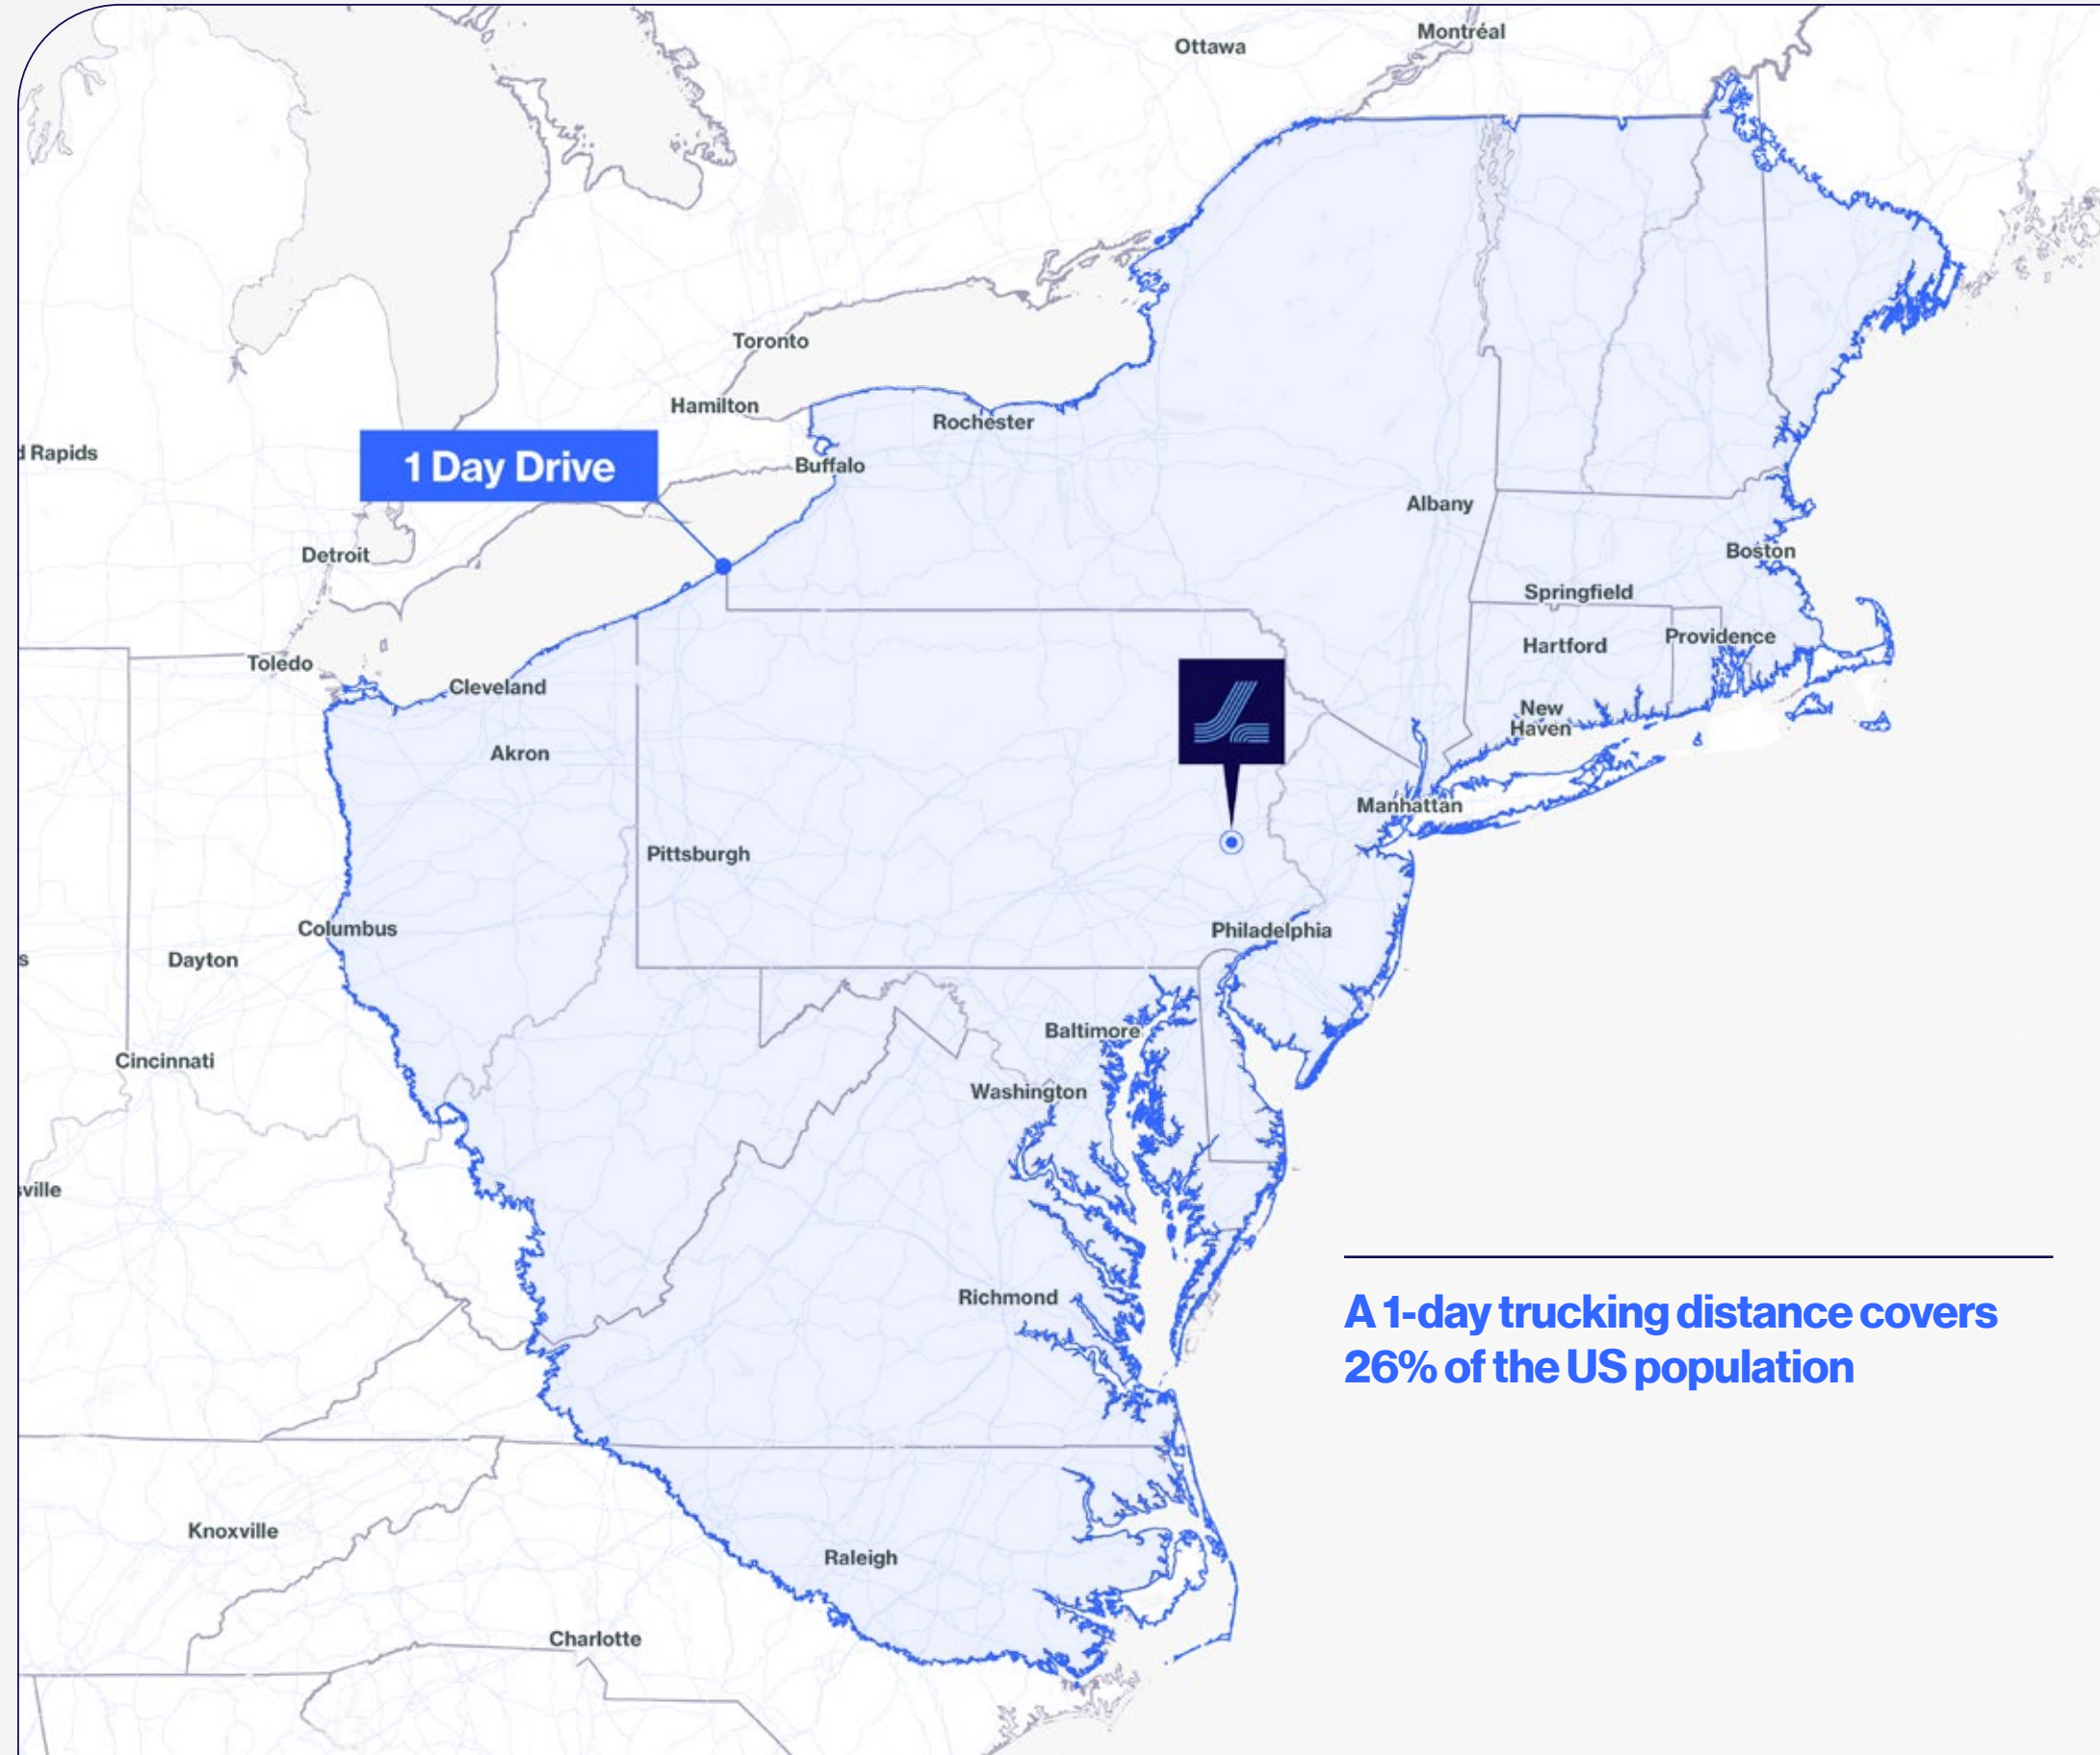 Montréal
Ottawa
Toronto
Hamilton
Rochester
d Rapids
1 Day Drive
Buffalo
Albany
Detroit
Boston
Springfield
Providence
Hartford
Toledo
Cleveland
New
Haven
Akron
Manhattan
Pittsburgh
Columbus
Philadelphia
s
Dayton
Baltimore
Cincinnati
Washington
sville
Richmond
A 1-day trucking distance covers
26% of the US population
Knoxville
Raleigh
Charlotte